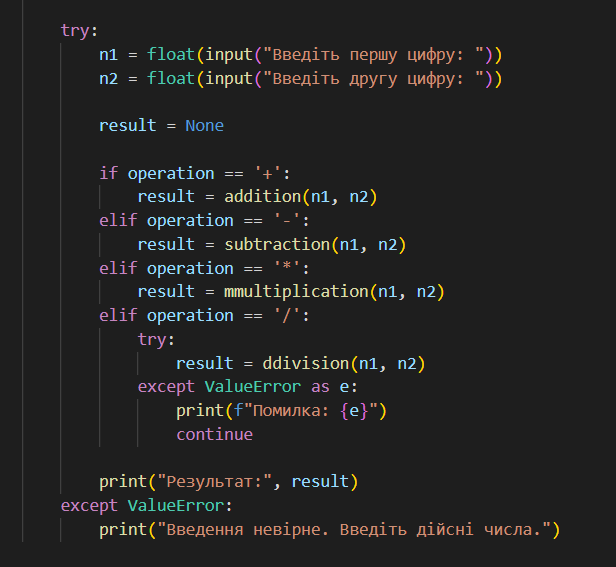 try:
n1 = float(input("Введіть першу цифру: "))
n2 = float(input("Введіть другу цифру: "))
result = None
if operation == '+':
result = addition(n1, n2)
elif operation == '-':
result = subtraction(n1, n2)
elif operation == '*':
result = mmultiplication(n1, n2)
elif operation == '/':
try:
result = ddivision(n1, n2)
except ValueError as e:
print(f"Помилка: {e}")
continue
print("Результат:", result)
except ValueError:
print("Введення невірне. Введіть дійсні числа.")